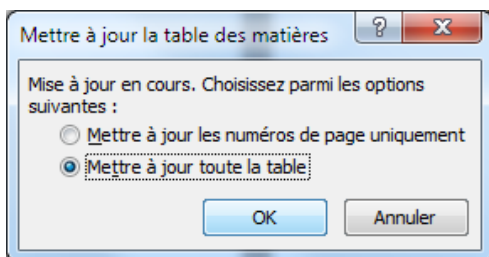 Mettre à jour la table des matières
Mise à jour en cours. Choisissez parmi les options
suivantes :
Mettre à jour les numéros de page uniquement
Mettre à jour toute la table
OK Annuler